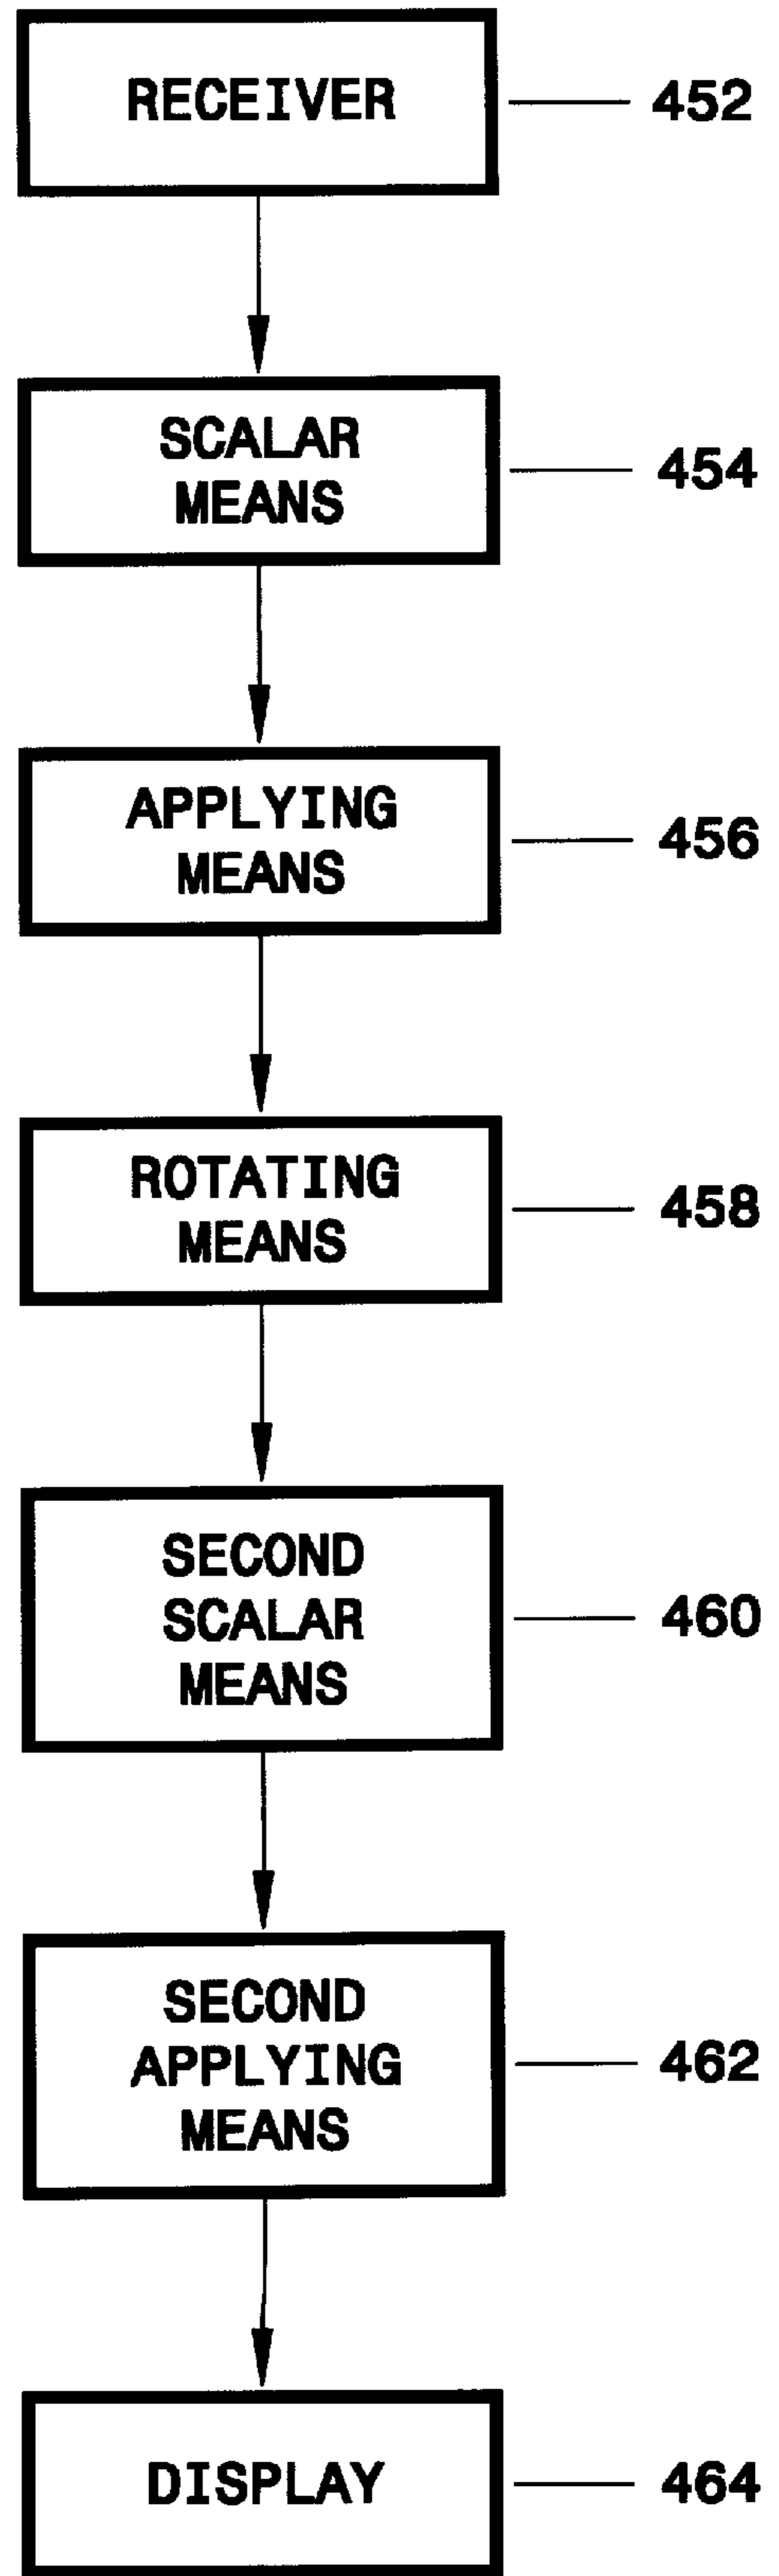 RECEIVER
452
SCALAR
MEANS
454
APPLYING
MEANS
456
ROTATING
MEANS
458
SECOND
SCALAR
MEANS
460
SECOND
APPLYING
MEANS
462
DISPLAY
464